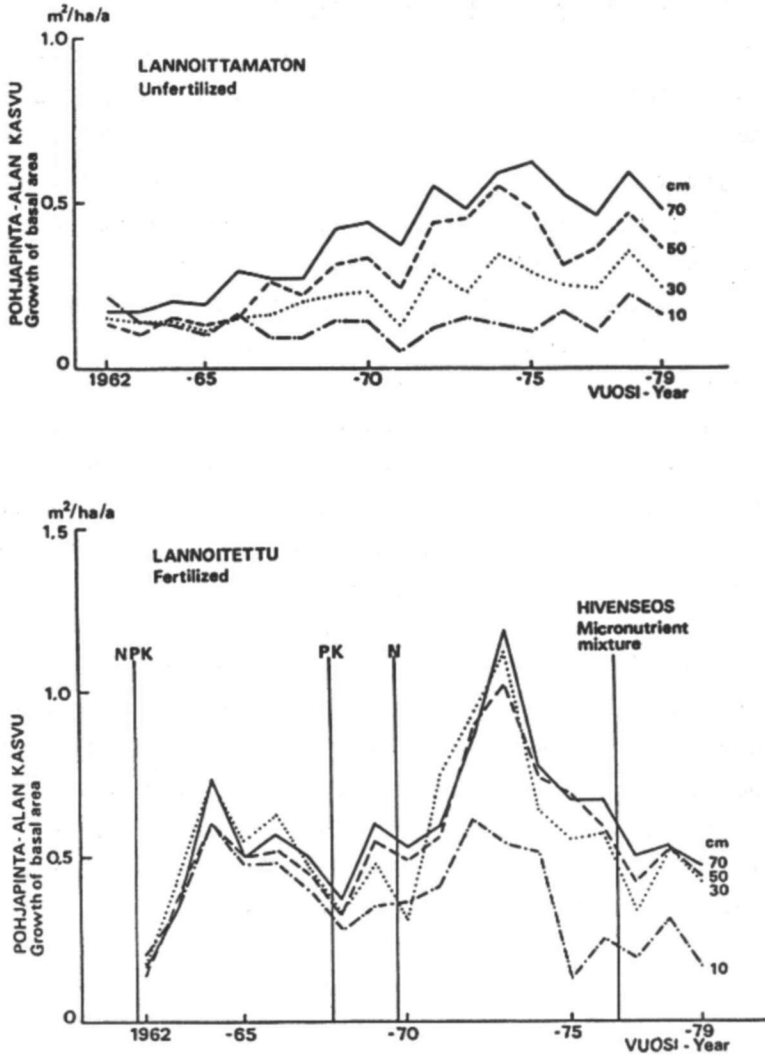 m²/ha/a
1.0
LANNOITTAMATON
Unfertilized
POHJAPINTA-ALAN KASVU
Growth of basal area
0.5
cm
70
50
30
10
0
1962 -65 -70 -75 -79
VUOSI - Year
m²/ha/a
1.5
LANNOITETTU
Fertilized
HIVENSEOS
Micronutrient
mixture
NPK PK N
1.0
POHJAPINTA-ALAN KASVU
Growth of basal area
0.5
cm
70
50
30
10
0
1962 -65 -70 -75 -79
VUOSI - Year